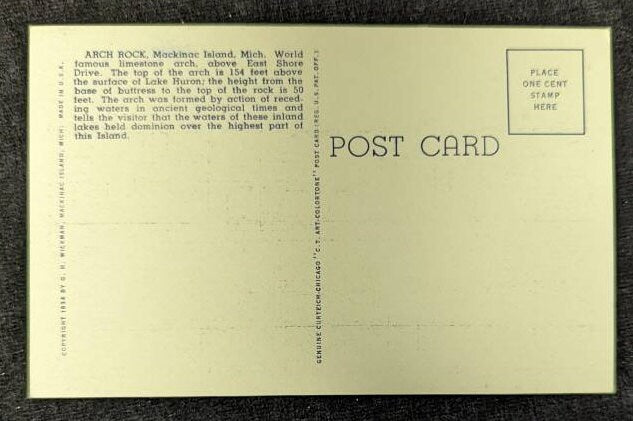 ARCH ROCK, Mackinac Island, Mich. World
famous limestone arch, above East Shore
Drive. The top of the arch is 154 feet above
the surface of Lake Huron; the height from the
base of buttress to the top of the rock is 50
feet. The arch was formed by action of reced-
ing waters in ancient geological times and
tells the visitor that the waters of these inland
lakes held dominion over the highest part of
this Island.
COPYRIGHT 1938 BY G. H. WICKMAN, MACKINAC ISLAND, MICH. MADE IN U.S.A.
GENUINE CURTEICH-CHICAGO "C.T. ART-COLORTONE" POST CARD (REG. U.S. PAT. OFF.)
POST CARD
PLACE
ONE CENT
STAMP
HERE